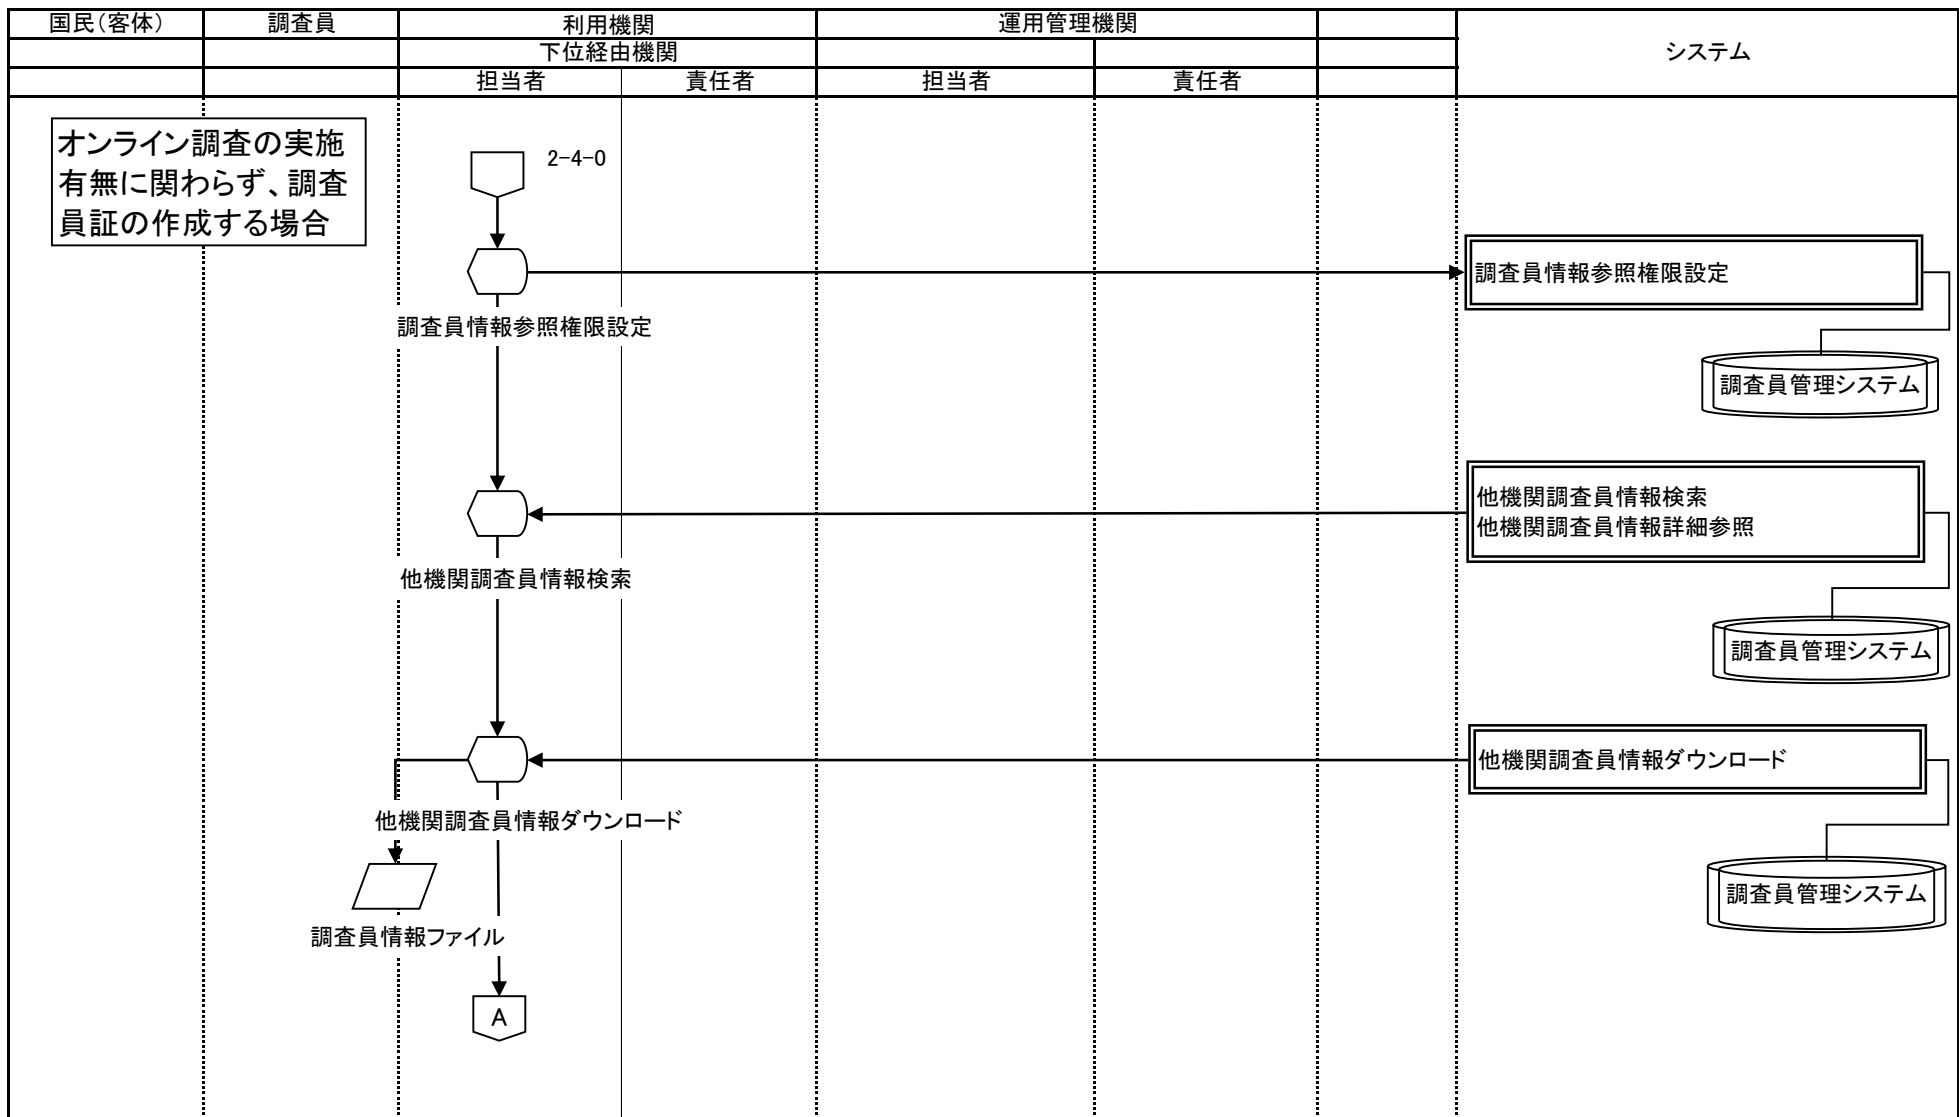 国民(客体)
調査員
利用機関
運用管理機関
下位経由機関
システム
担当者
責任者
担当者
責任者
オンライン調査の実施
有無に関わらず、調査
員証の作成する場合
2-4-0
調査員情報参照権限設定
調査員情報参照権限設定
調査員管理システム
他機関調査員情報検索
他機関調査員情報詳細参照
他機関調査員情報検索
調査員管理システム
他機関調査員情報ダウンロード
他機関調査員情報ダウンロード
調査員管理システム
調査員情報ファイル
A